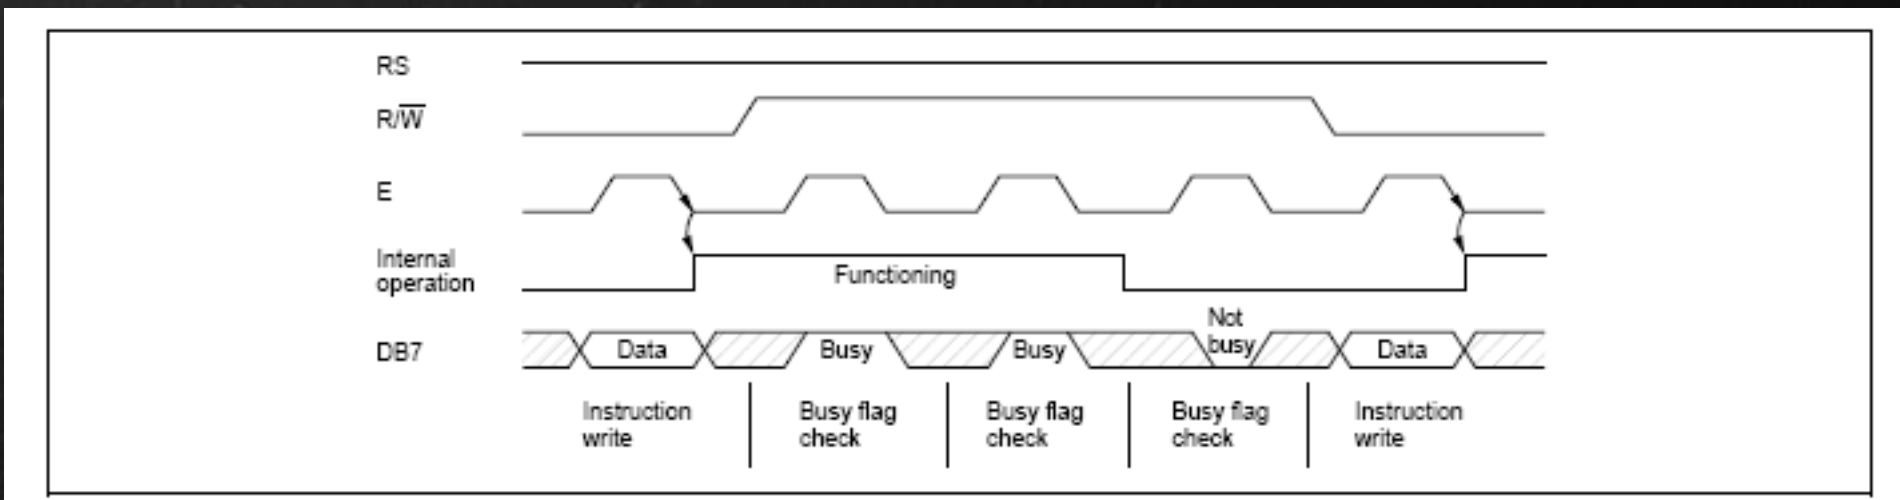 RS
R/W̅
E
Internal
operation
Functioning
DB7
Data
Busy
Busy
Not
busy
Data
Instruction
write
Busy flag
check
Busy flag
check
Busy flag
check
Instruction
write